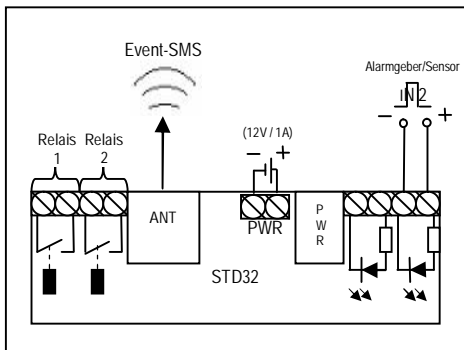 Event-SMS
Alarmgeber/Sensor
IN 2
− +
(12V / 1A)
− +
Relais Relais
1 2
ANT
PWR
P
W
R
STD32